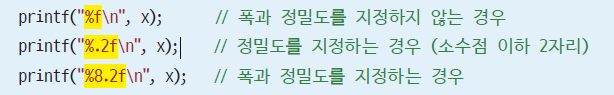 printf("%f\n", x);        // 폭과 정밀도를 지정하지 않는 경우
printf("%.2f\n", x);     // 정밀도를 지정하는 경우 (소수점 이하 2자리)
printf("%8.2f\n", x);    // 폭과 정밀도를 지정하는 경우